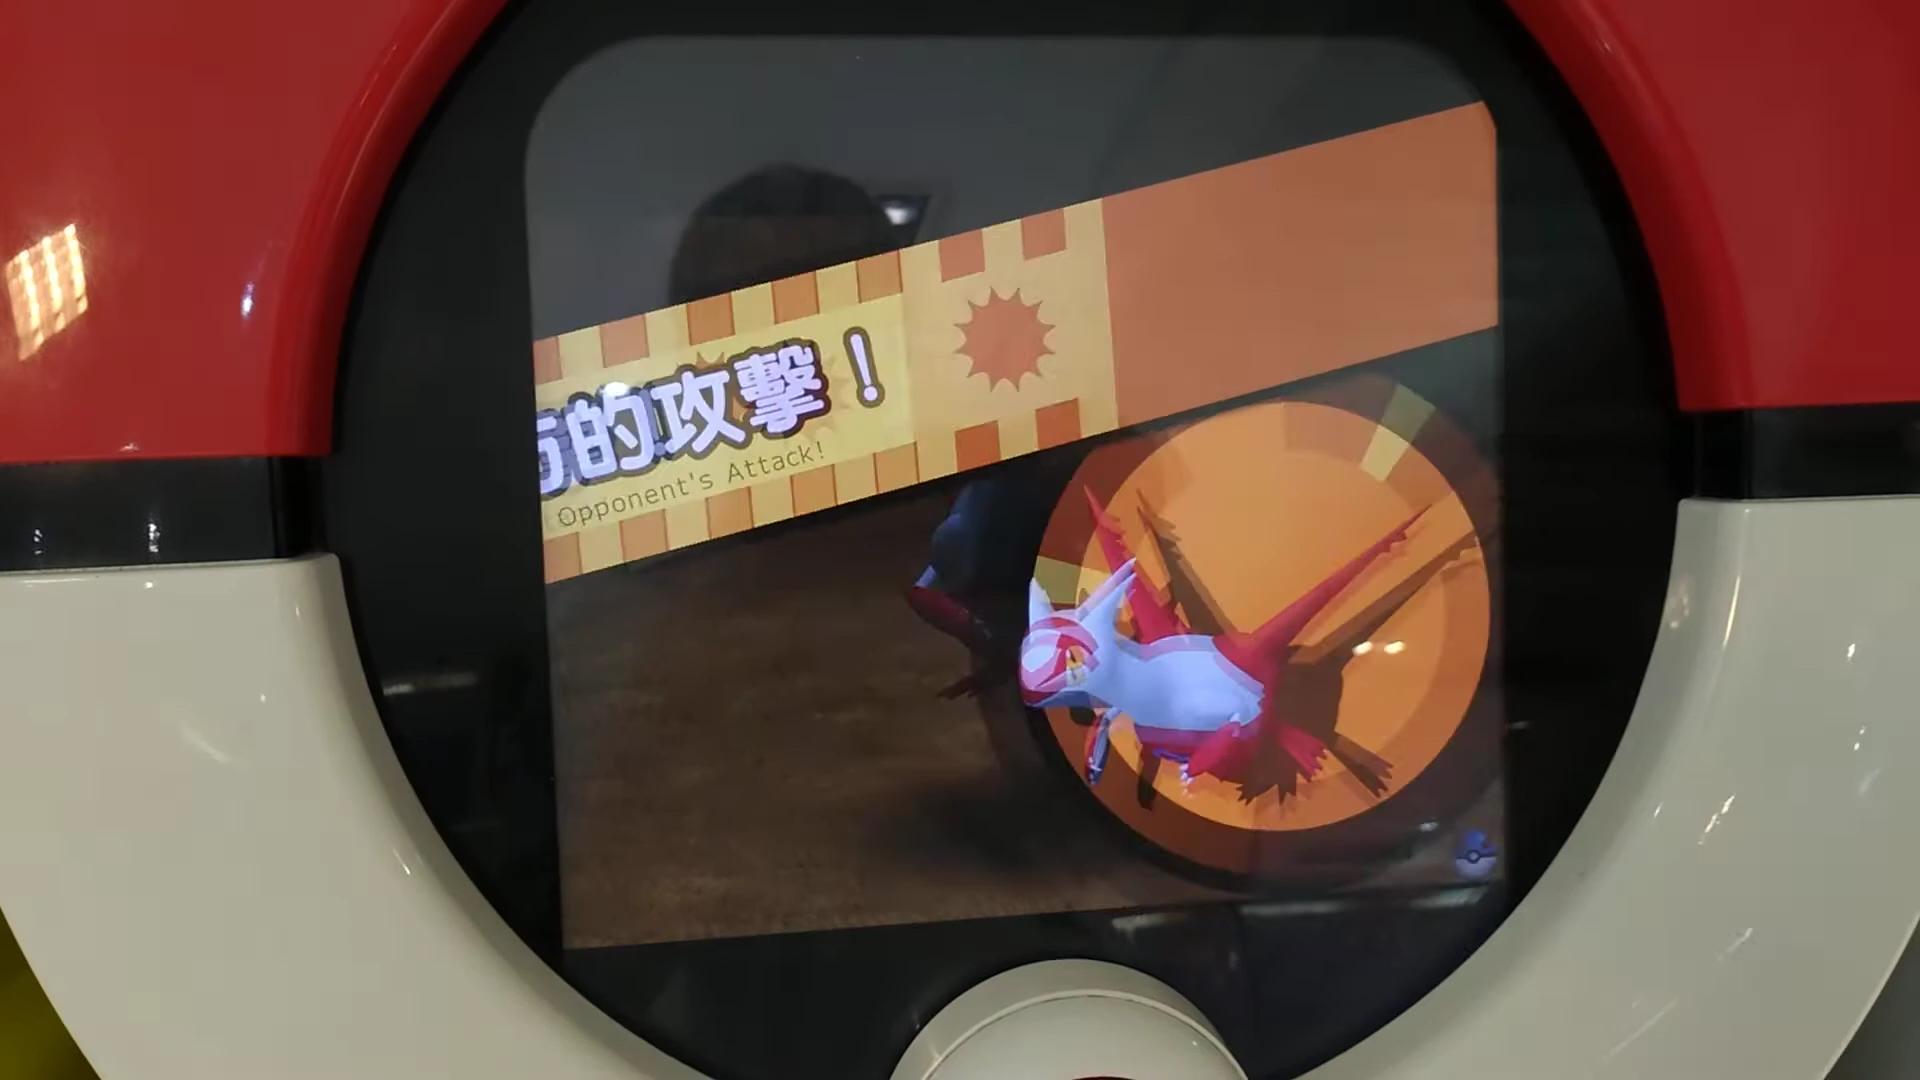 的攻擊！
Opponent's Attack!